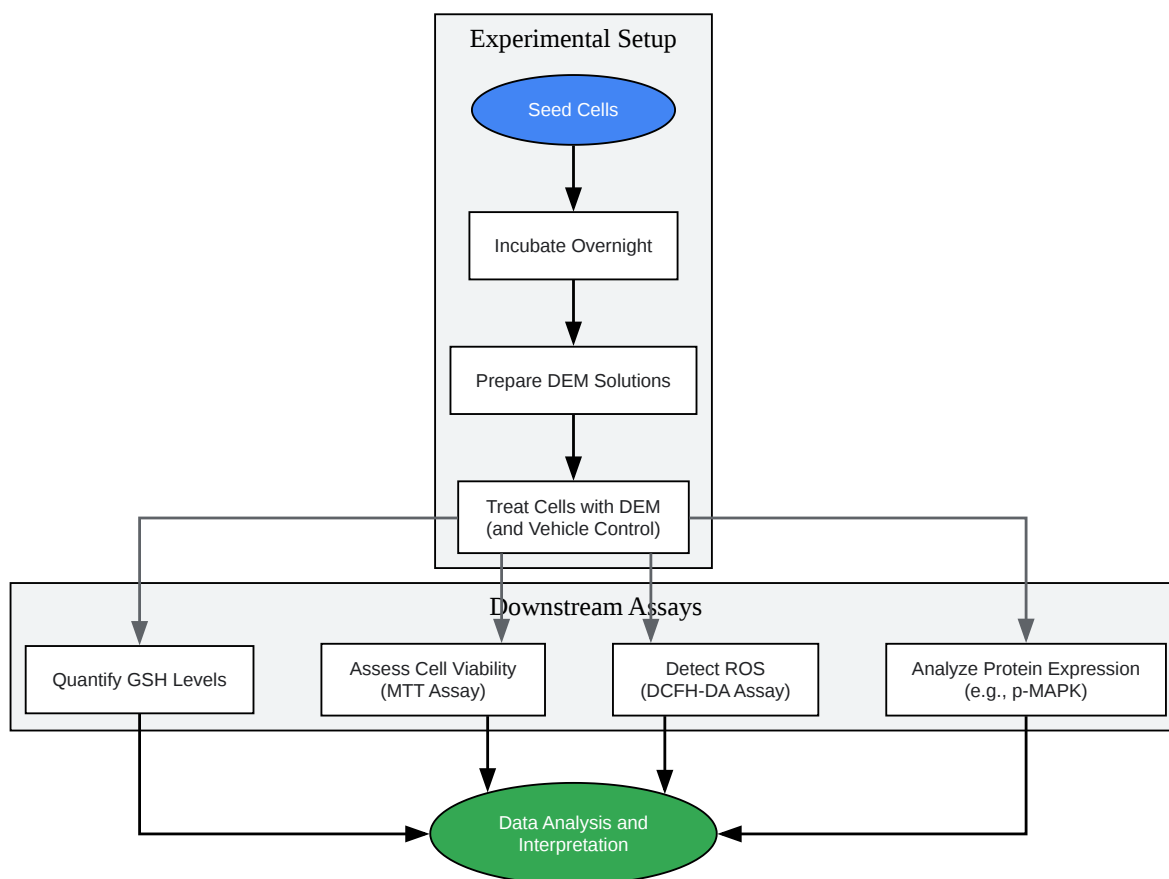 Experimental Setup
Seed Cells
Incubate Overnight
Prepare DEM Solutions
Treat Cells with DEM
(and Vehicle Control)
Downstream Assays
Quantify GSH Levels
Assess Cell Viability
(MTT Assay)
Detect ROS
(DCFH-DA Assay)
Analyze Protein Expression
(e.g., p-MAPK)
Data Analysis and
Interpretation